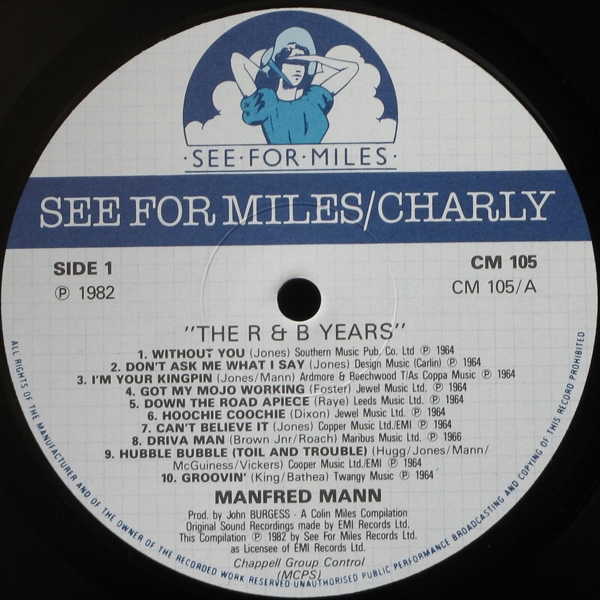 ·SEE·FOR·MILES·
SEE FOR MILES/CHARLY
SIDE 1
℗ 1982
CM 105
CM 105/A
"THE R & B YEARS"
1. WITHOUT YOU (Jones) Southern Music Pub. Co. Ltd ℗ 1964
2. DON'T ASK ME WHAT I SAY (Jones) Design Music (Carlin) ℗ 1964
3. I'M YOUR KINGPIN (Jones/Mann) Ardmore & Beechwood T/As Coppa Music ℗ 1964
4. GOT MY MOJO WORKING (Foster) Jewel Music Ltd. ℗ 1964
5. DOWN THE ROAD APIECE (Raye) Leeds Music Ltd. ℗ 1964
6. HOOCHIE COOCHIE (Dixon) Jewel Music Ltd. ℗ 1964
7. CAN'T BELIEVE IT (Jones) Copper Music Ltd./EMI ℗ 1964
8. DRIVA MAN (Brown Jnr/Roach) Maribus Music Ltd. ℗ 1966
9. HUBBLE BUBBLE (TOIL AND TROUBLE) (Hugg/Jones/Mann/
McGuiness/Vickers) Cooper Music Ltd./EMI ℗ 1964
10. GROOVIN' (King/Bathea) Twangy Music ℗ 1964
MANFRED MANN
Prod. by John BURGESS · A Colin Miles Compilation
Original Sound Recordings made by EMI Records Ltd.
This Compilation ℗ 1982 by See For Miles Records Ltd.
as Licensee of EMI Records Ltd.
Chappell Group Control
(MCPS)
ALL RIGHTS OF THE MANUFACTURER AND OF THE OWNER OF THE RECORDED WORK RESERVED UNAUTHORISED PUBLIC PERFORMANCE BROADCASTING AND COPYING OF THIS RECORD PROHIBITED